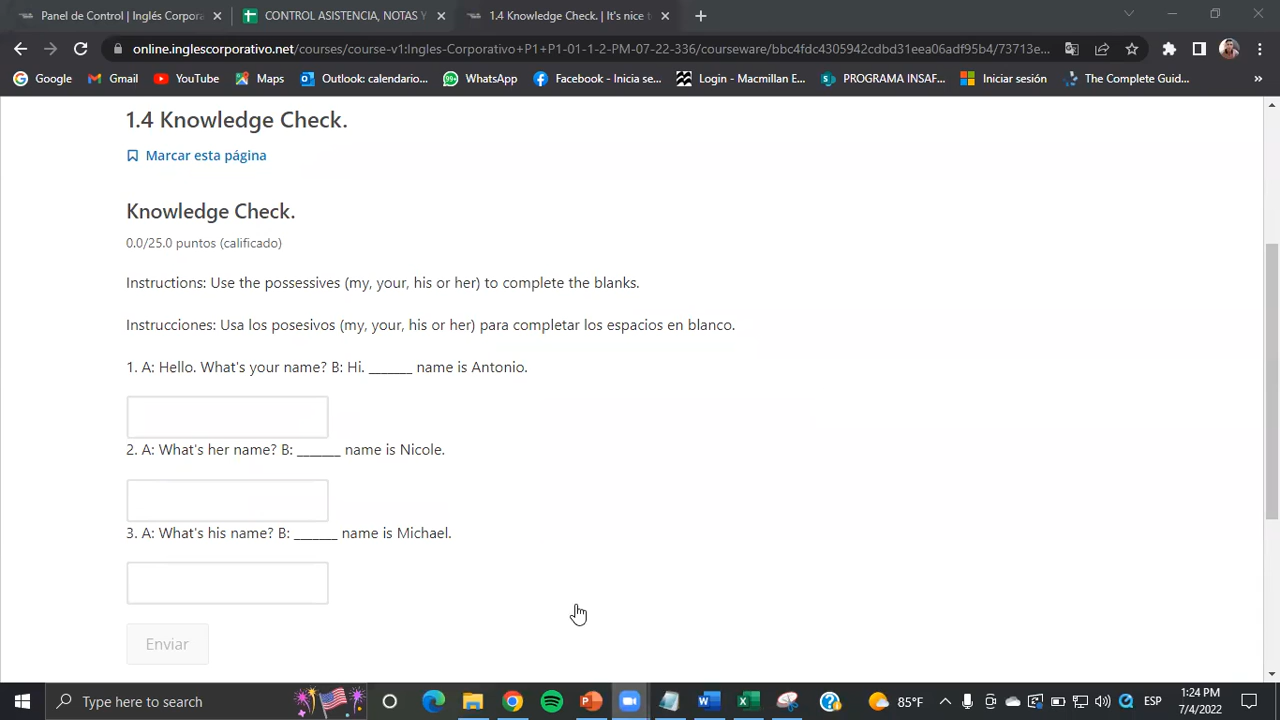 Panel de Control | Inglés Corpora
CONTROL ASISTENCIA, NOTAS Y
1.4 Knowledge Check. | It's nice t
online.inglescorporativo.net/courses/course-v1:Ingles-Corporativo+P1+P1-01-1-2-PM-07-22-336/courseware/bbc4fdc4305942cdbd31eea06adf95b4/73713e...
Google Gmail YouTube Maps Outlook: calendario... 99+ WhatsApp Facebook - Inicia se... Login - Macmillan E... PROGRAMA INSAF... Iniciar sesión The Complete Guid... »
1.4 Knowledge Check.
Marcar esta página
Knowledge Check.
0.0/25.0 puntos (calificado)
Instructions: Use the possessives (my, your, his or her) to complete the blanks.
Instrucciones: Usa los posesivos (my, your, his or her) para completar los espacios en blanco.
1. A: Hello. What's your name? B: Hi. ______ name is Antonio.
2. A: What's her name? B: ______ name is Nicole.
3. A: What's his name? B: ______ name is Michael.
Enviar
Type here to search
85°F
ESP
1:24 PM
7/4/2022